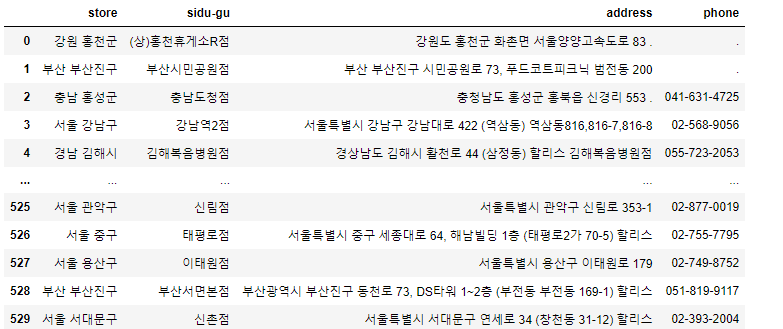 store sidu-gu address phone
0 강원 홍천군 (상)홍천휴게소R점 강원도 홍천군 화촌면 서울양양고속도로 83 . .
1 부산 부산진구 부산시민공원점 부산 부산진구 시민공원로 73, 푸드코트피크닉 범전동 200 .
2 충남 홍성군 충남도청점 충청남도 홍성군 홍북읍 신경리 553 . 041-631-4725
3 서울 강남구 강남역2점 서울특별시 강남구 강남대로 422 (역삼동) 역삼동816,816-7,816-8 02-568-9056
4 경남 김해시 김해복음병원점 경상남도 김해시 활천로 44 (삼정동) 할리스 김해복음병원점 055-723-2053
... ... ... ... ...
525 서울 관악구 신림점 서울특별시 관악구 신림로 353-1 02-877-0019
526 서울 중구 태평로점 서울특별시 중구 세종대로 64, 해남빌딩 1층 (태평로2가 70-5) 할리스 02-755-7795
527 서울 용산구 이태원점 서울특별시 용산구 이태원로 179 02-749-8752
528 부산 부산진구 부산서면본점 부산광역시 부산진구 동천로 73, DS타워 1~2층 (부전동 부전동 169-1) 할리스 051-819-9117
529 서울 서대문구 신촌점 서울특별시 서대문구 연세로 34 (창천동 31-12) 할리스 02-393-2004